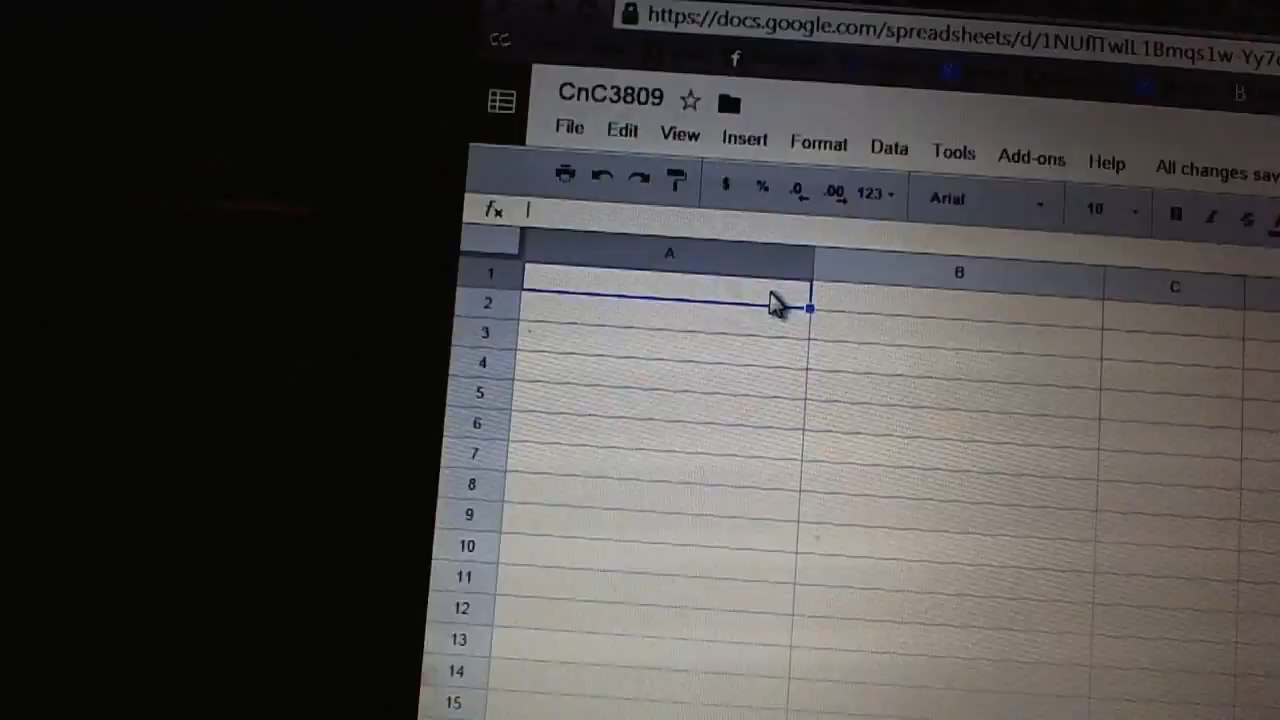 https://docs.google.com/spreadsheets/d/
CnC3809
File Edit View Insert Format Data Tools Add-ons Help All changes sav
$ % .0 .00 123 Arial 10 B I S
fx
A B C
1
2
3
4
5
6
7
8
9
10
11
12
13
14
15